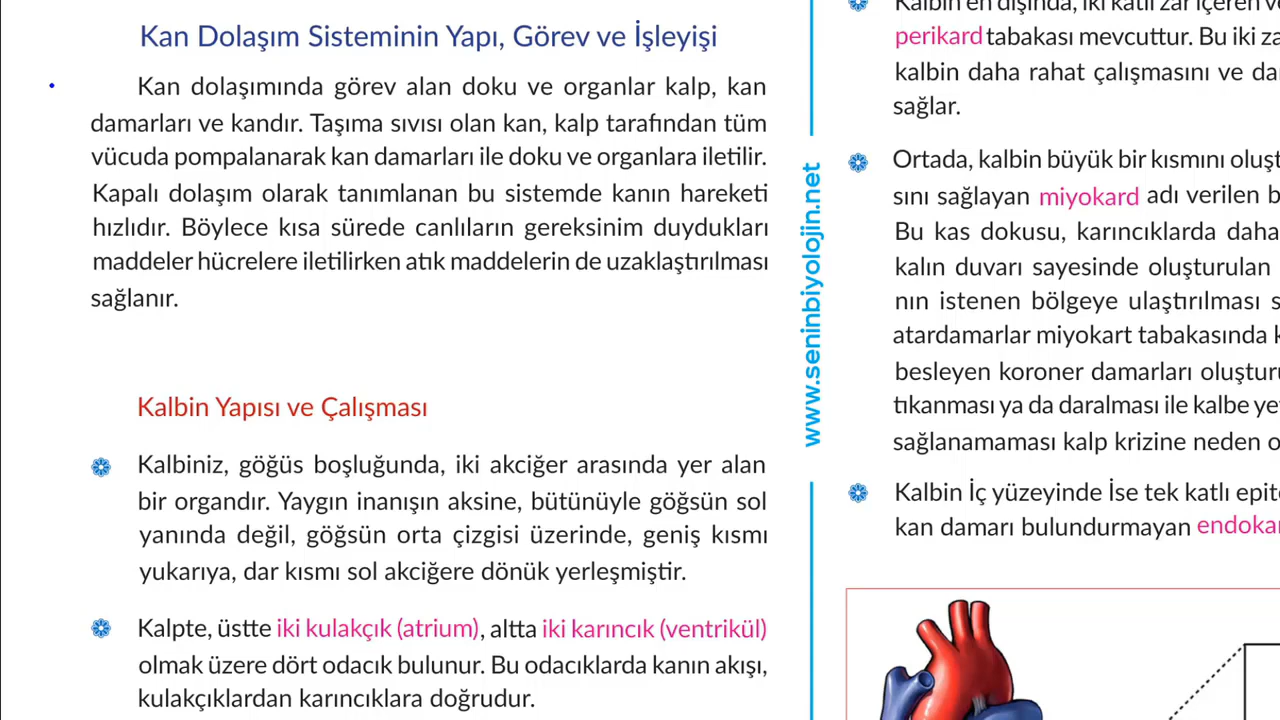 Kan Dolaşım Sisteminin Yapı, Görev ve İşleyişi
Kan dolaşımında görev alan doku ve organlar kalp, kan
damarları ve kandır. Taşıma sıvısı olan kan, kalp tarafından tüm
vücuda pompalanarak kan damarları ile doku ve organlara iletilir.
Kapalı dolaşım olarak tanımlanan bu sistemde kanın hareketi
hızlıdır. Böylece kısa sürede canlıların gereksinim duydukları
maddeler hücrelere iletilirken atık maddelerin de uzaklaştırılması
sağlanır.
Kalbin Yapısı ve Çalışması
Kalbiniz, göğüs boşluğunda, iki akciğer arasında yer alan
bir organdır. Yaygın inanışın aksine, bütünüyle göğsün sol
yanında değil, göğsün orta çizgisi üzerinde, geniş kısmı
yukarıya, dar kısmı sol akciğere dönük yerleşmiştir.
Kalpte, üstte iki kulakçık (atrium), altta iki karıncık (ventrikül)
olmak üzere dört odacık bulunur. Bu odacıklarda kanın akışı,
kulakçıklardan karıncıklara doğrudur.
www.seninbiyolojin.net
Kalbin en dışında, iki katlı zar içeren
perikard tabakası mevcuttur. Bu iki
kalbin daha rahat çalışmasını ve
sağlar.
Ortada, kalbin büyük bir kısmını
sını sağlayan miyokard adı verilen
Bu kas dokusu, karıncıklarda daha
kalın duvarı sayesinde oluşturulan
nın istenen bölgeye ulaştırılması
atardamarlar miyokart tabakasında
besleyen koroner damarları
tıkanması ya da daralması ile kalbe
sağlanamaması kalp krizine neden
Kalbin İç yüzeyinde İse tek katlı
kan damarı bulundurmayan